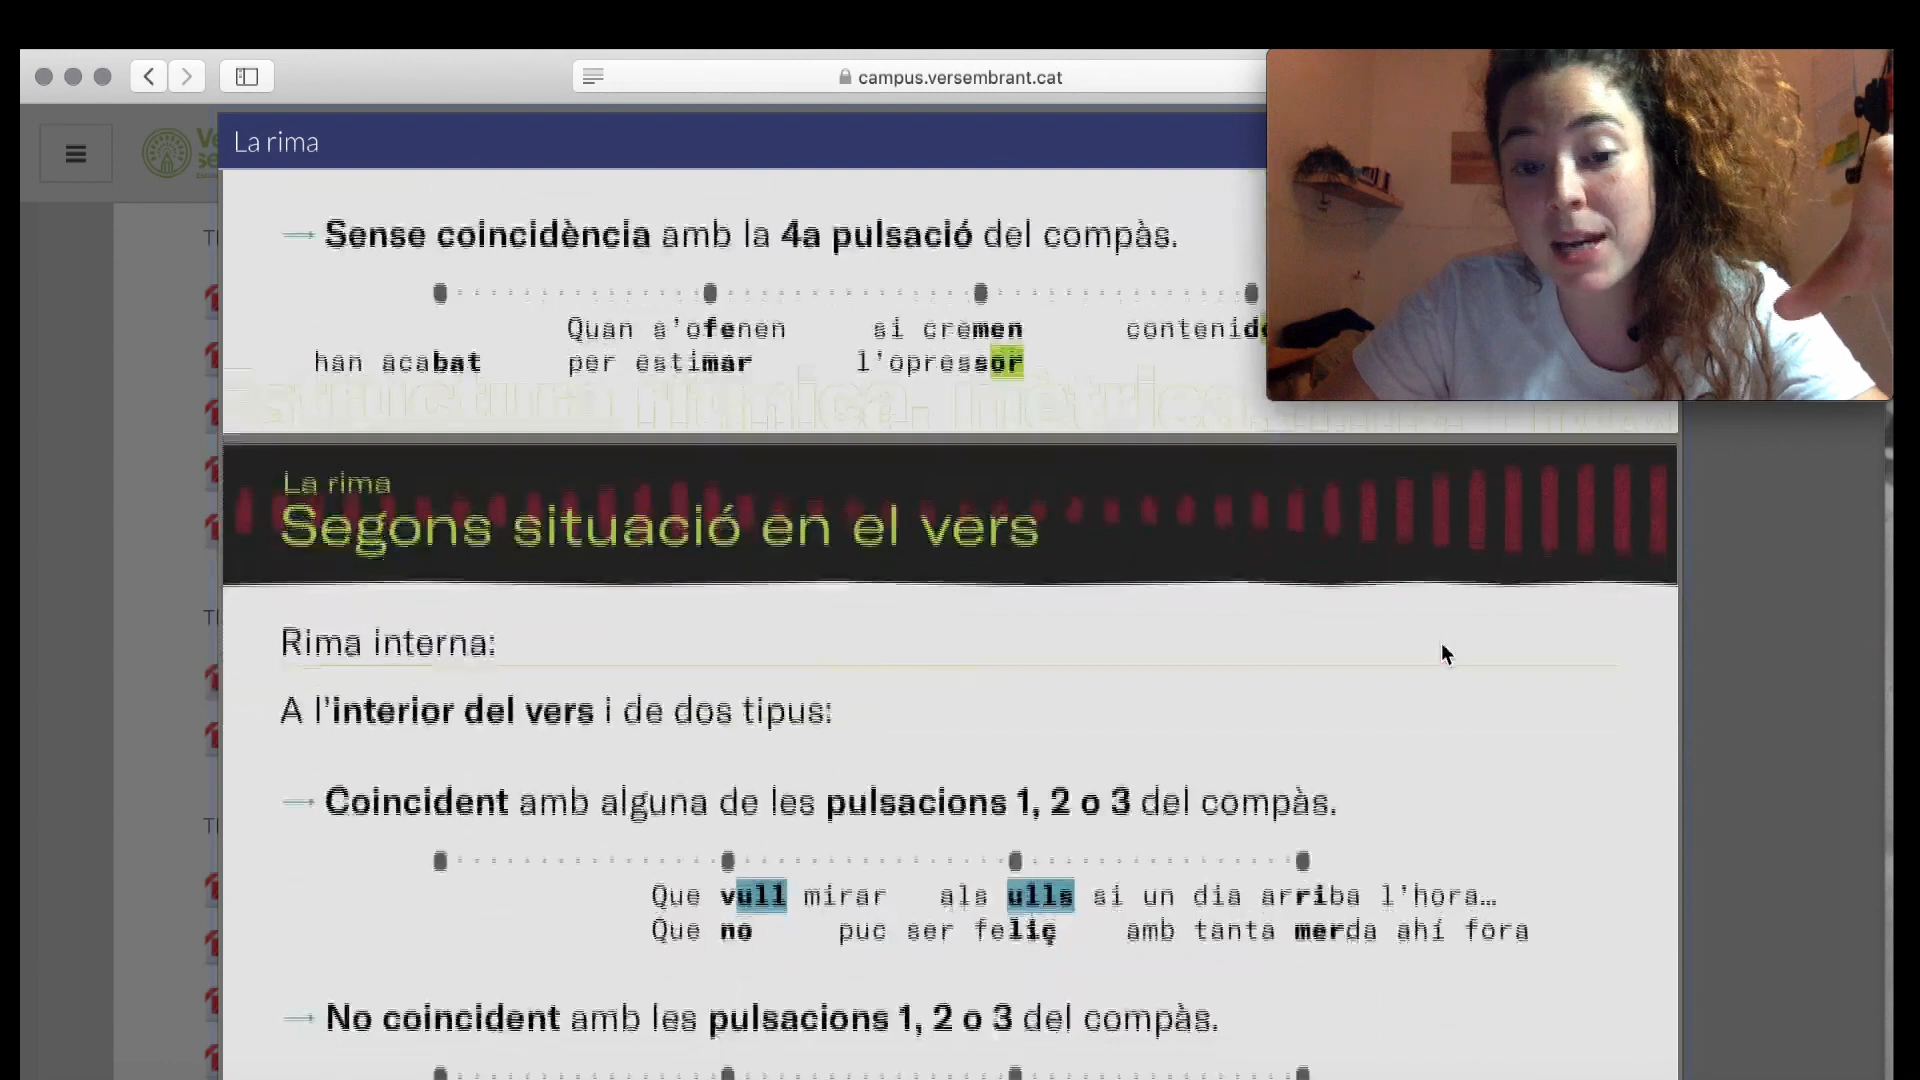 campus.versembrant.cat
La rima
→ Sense coincidència amb la 4a pulsació del compàs.
Quan s'ofenen si cremen
han acabat per estimar l'opressor
estructura rítmica, mètrica
La rima
Segons situació en el vers
Rima interna:
A l'interior del vers i de dos tipus:
→ Coincident amb alguna de les pulsacions 1, 2 o 3 del compàs.
Que vull mirar als ulls si un dia arriba l'hora...
Que no puc ser feliç amb tanta merda ahí fora
→ No coincident amb les pulsacions 1, 2 o 3 del compàs.